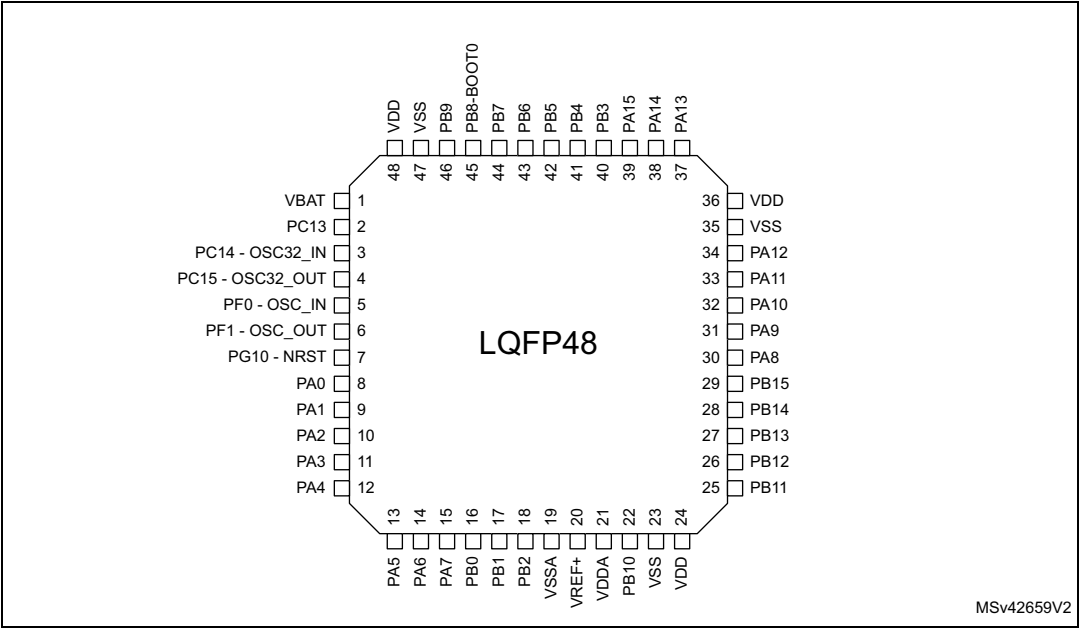 VDD VSS PB9 PB8-BOOT0 PB7 PB6 PB5 PB4 PB3 PA15 PA14 PA13
48 47 46 45 44 43 42 41 40 39 38 37
VBAT 1 36 VDD
PC13 2 35 VSS
PC14 - OSC32_IN 3 34 PA12
PC15 - OSC32_OUT 4 33 PA11
PF0 - OSC_IN 5 32 PA10
PF1 - OSC_OUT 6 31 PA9
LQFP48
PG10 - NRST 7 30 PA8
PA0 8 29 PB15
PA1 9 28 PB14
PA2 10 27 PB13
PA3 11 26 PB12
PA4 12 25 PB11
13 14 15 16 17 18 19 20 21 22 23 24
PA5 PA6 PA7 PB0 PB1 PB2 VSSA VREF+ VDDA PB10 VSS VDD
MSv42659V2